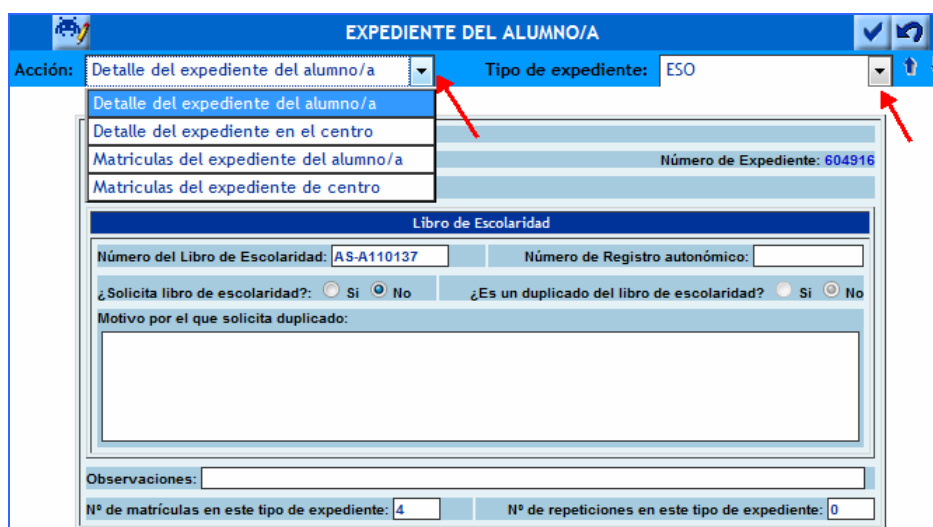 EXPEDIENTE DEL ALUMNO/A
Acción: Detalle del expediente del alumno/a Tipo de expediente: ESO
Detalle del expediente del alumno/a
Detalle del expediente en el centro
Matriculas del expediente del alumno/a Número de Expediente: 604916
Matriculas del expediente de centro
Libro de Escolaridad
Número del Libro de Escolaridad: AS-A110137 Número de Registro autonómico:
¿Solicita libro de escolaridad?: Si No ¿Es un duplicado del libro de escolaridad? Si No
Motivo por el que solicita duplicado:
Observaciones:
Nº de matrículas en este tipo de expediente: 4 Nº de repeticiones en este tipo de expediente: 0